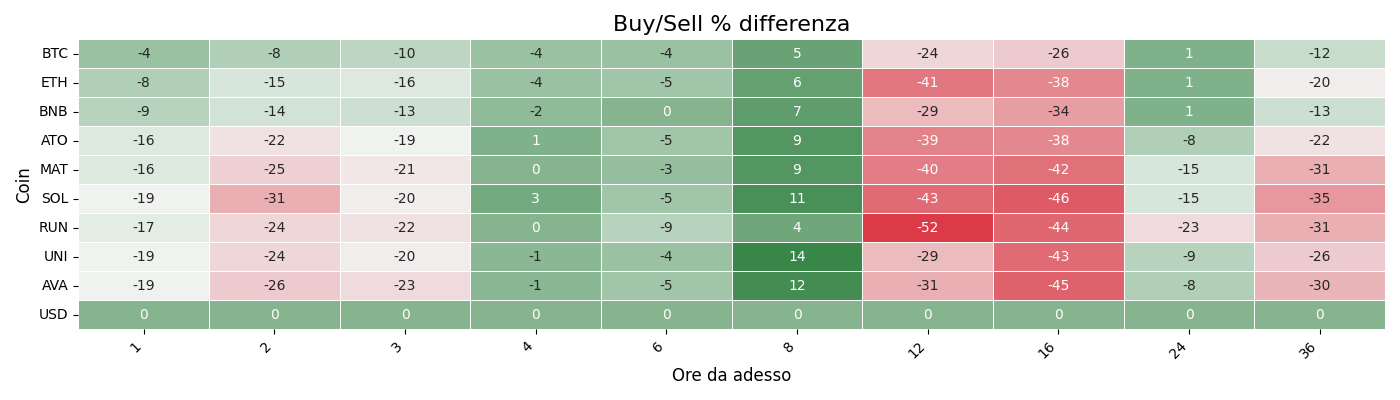 Buy/Sell % differenza
Coin
BTC -4 -8 -10 -4 -4 5 -24 -26 1 -12
ETH -8 -15 -16 -4 -5 6 -41 -38 1 -20
BNB -9 -14 -13 -2 0 7 -29 -34 1 -13
ATO -16 -22 -19 1 -5 9 -39 -38 -8 -22
MAT -16 -25 -21 0 -3 9 -40 -42 -15 -31
SOL -19 -31 -20 3 -5 11 -43 -46 -15 -35
RUN -17 -24 -22 0 -9 4 -52 -44 -23 -31
UNI -19 -24 -20 -1 -4 14 -29 -43 -9 -26
AVA -19 -26 -23 -1 -5 12 -31 -45 -8 -30
USD 0 0 0 0 0 0 0 0 0 0
1 2 3 4 6 8 12 16 24 36
Ore da adesso